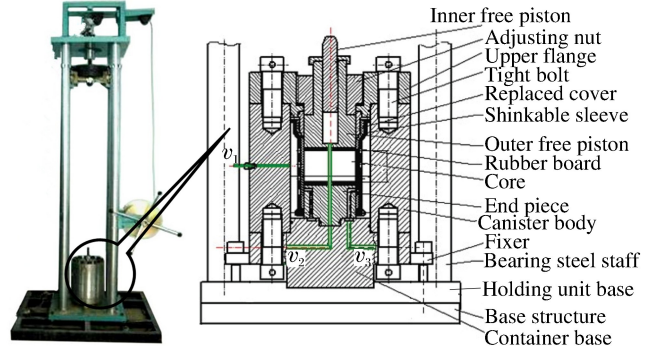 Inner free piston
Adjusting nut
Upper flange
Tight bolt
Replaced cover
Shinkable sleeve
Outer free piston
Rubber board
Core
End piece
Canister body
Fixer
Bearing steel staff
Holding unit base
Base structure
Container base
v1
v2
v3